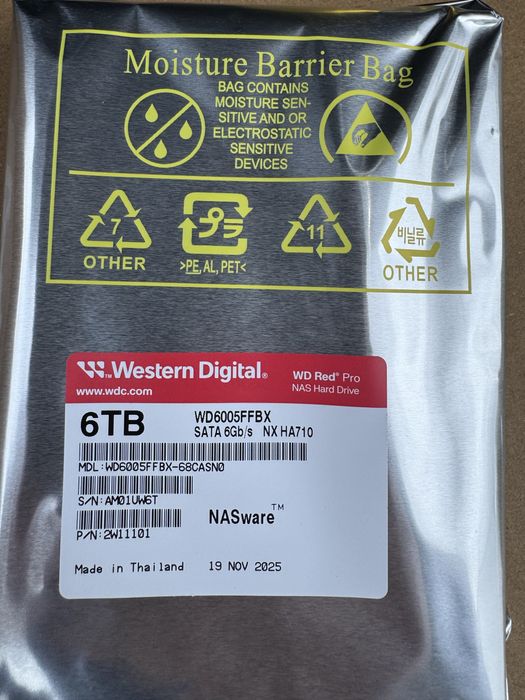 Moisture Barrier Bag
BAG CONTAINS
MOISTURE SEN-
SITIVE AND OR
ELECTROSTATIC
SENSITIVE
DEVICES
7
OTHER
プラ
>PE, AL, PET<
11
비닐류
OTHER
Western Digital®
www.wdc.com
WD Red® Pro
NAS Hard Drive
6TB
WD6005FFBX
SATA 6Gb/s NX HA710
MDL:WD6005FFBX-68CASN0
S/N:AM01UW6T
P/N:2W11101
NASware™
Made in Thailand 19 NOV 2025